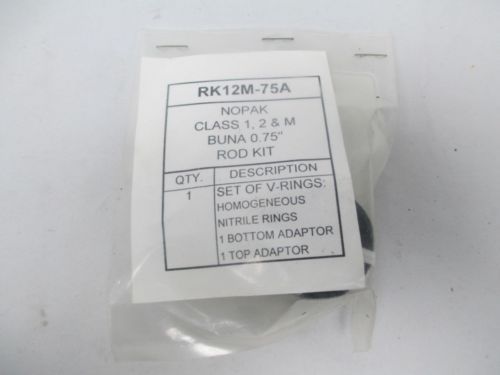 RK12M-75A
NOPAK
CLASS 1, 2 & M
BUNA 0.75"
ROD KIT
QTY. DESCRIPTION
1 SET OF V-RINGS:
HOMOGENEOUS
NITRILE RINGS
1 BOTTOM ADAPTOR
1 TOP ADAPTOR